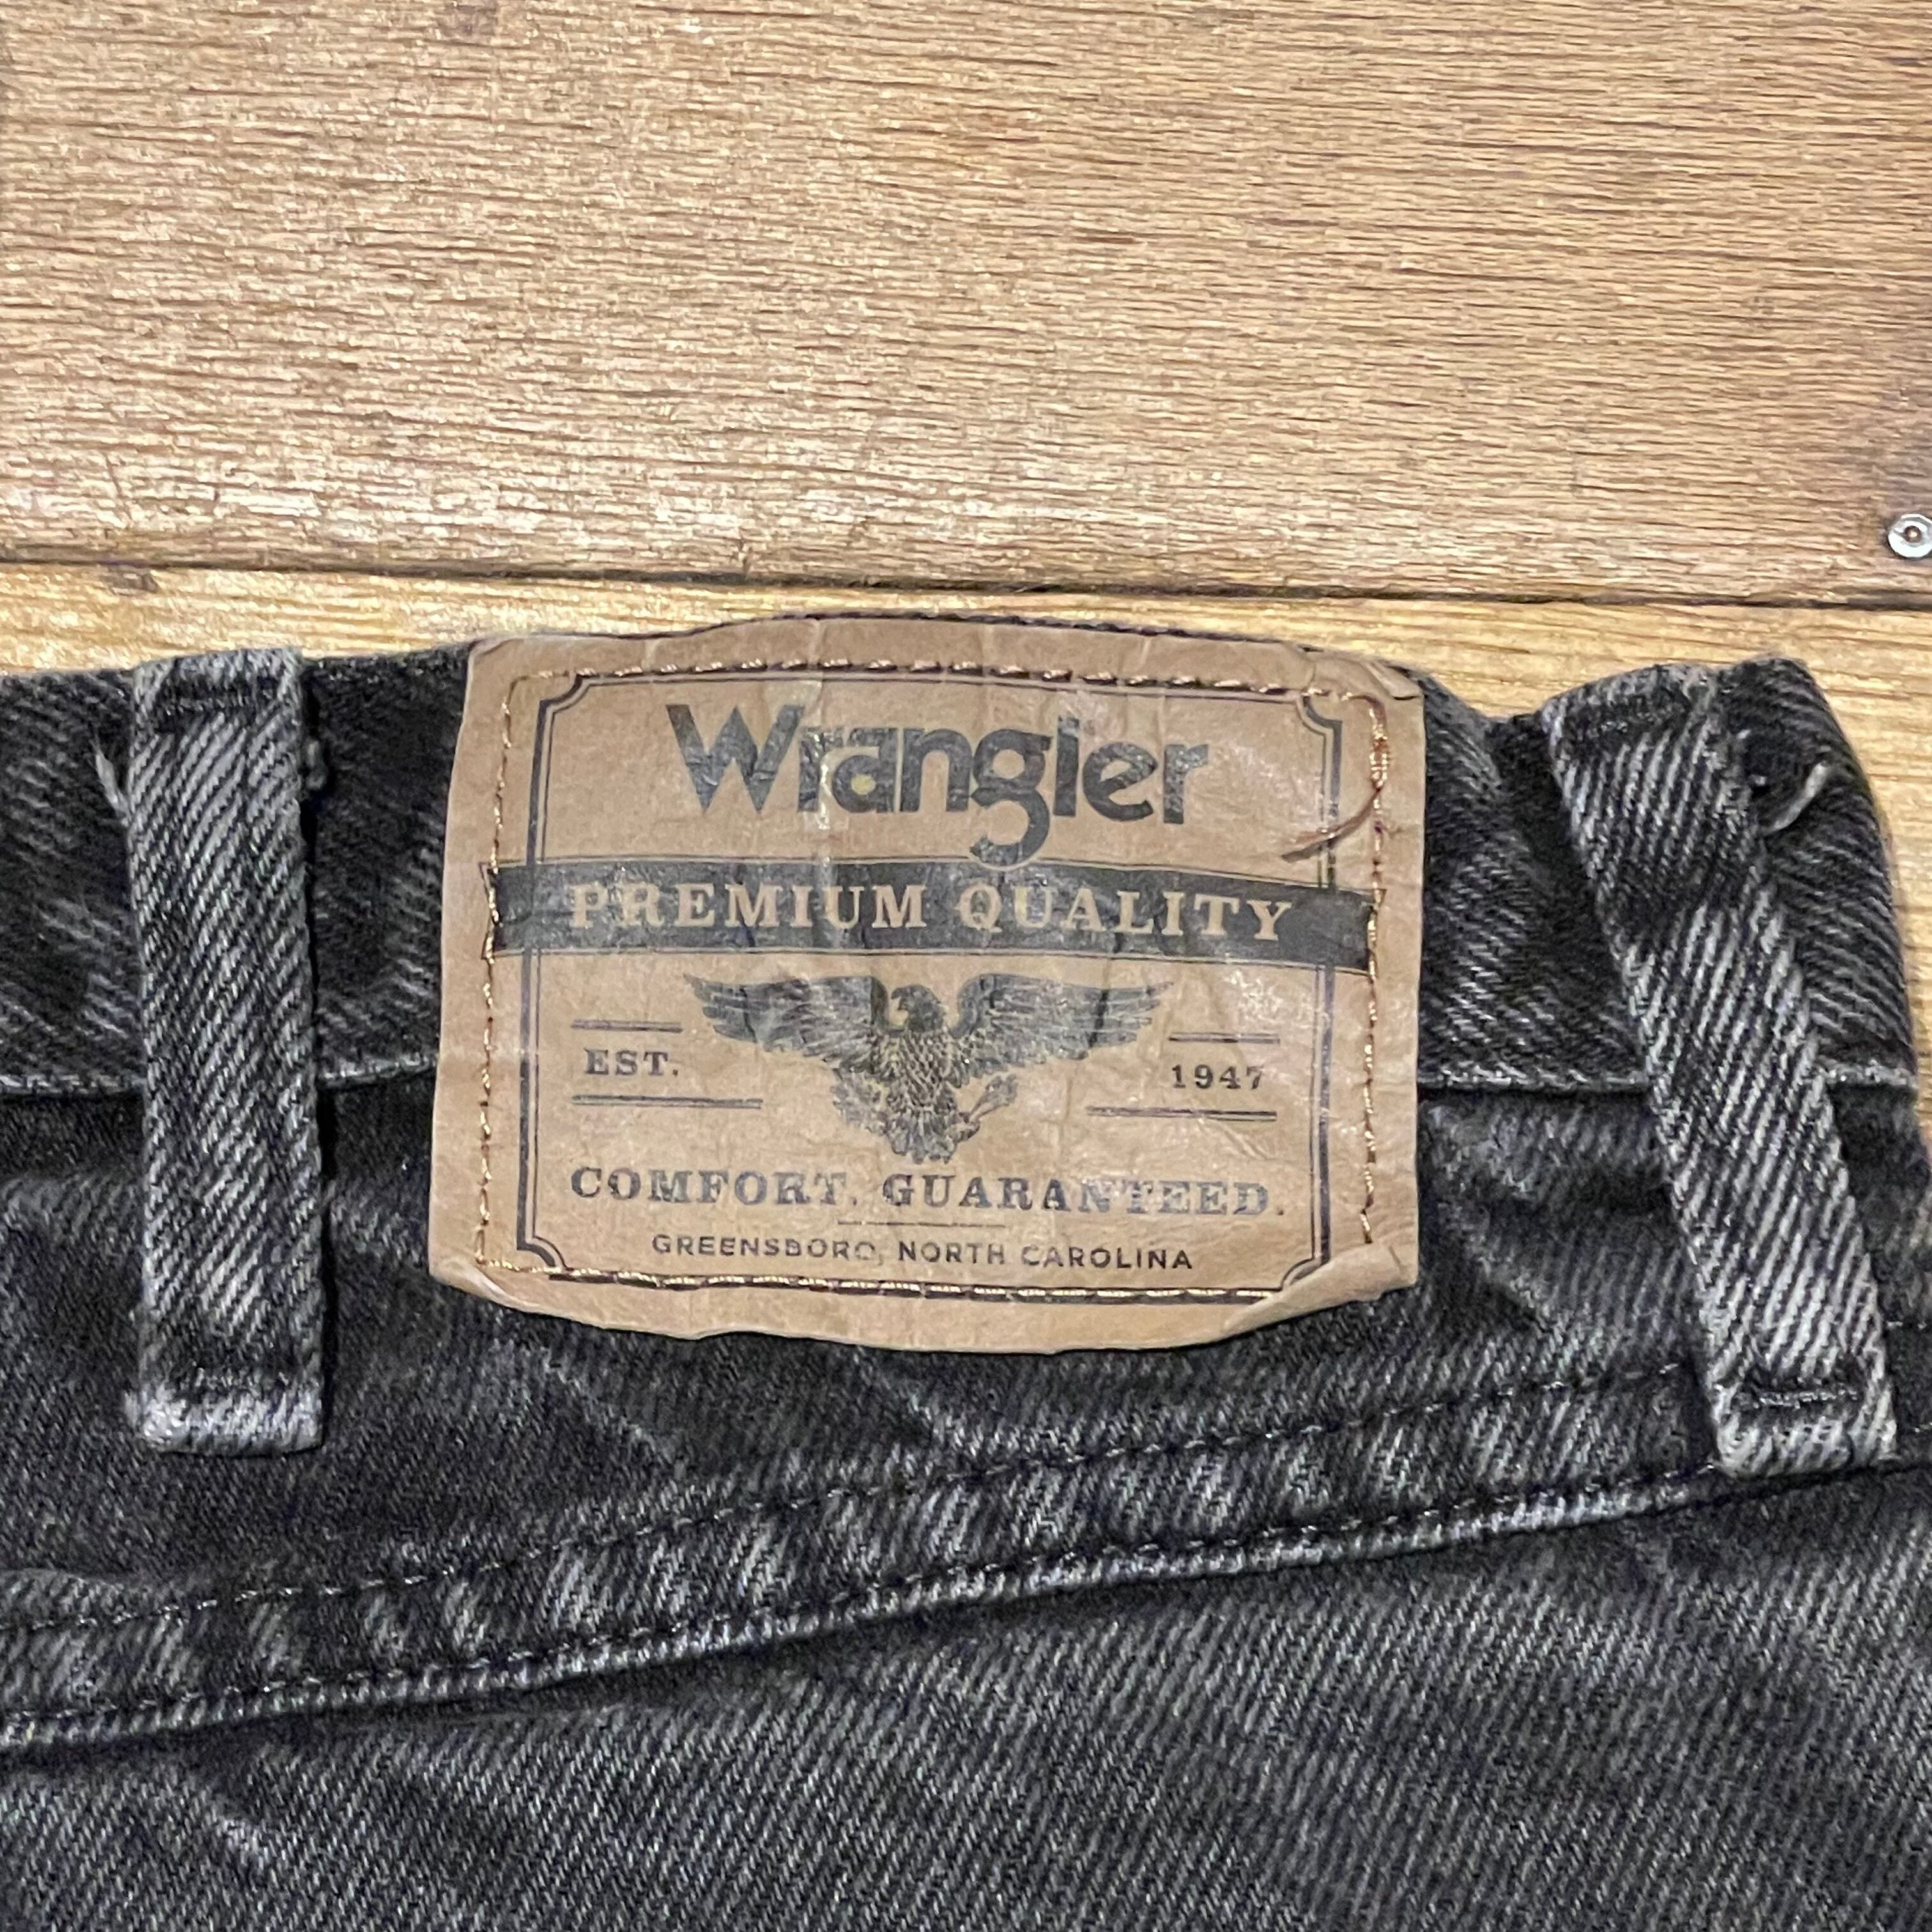 Wrangler
PREMIUM QUALITY
EST. 1947
COMFORT. GUARANTEED.
GREENSBORO, NORTH CAROLINA